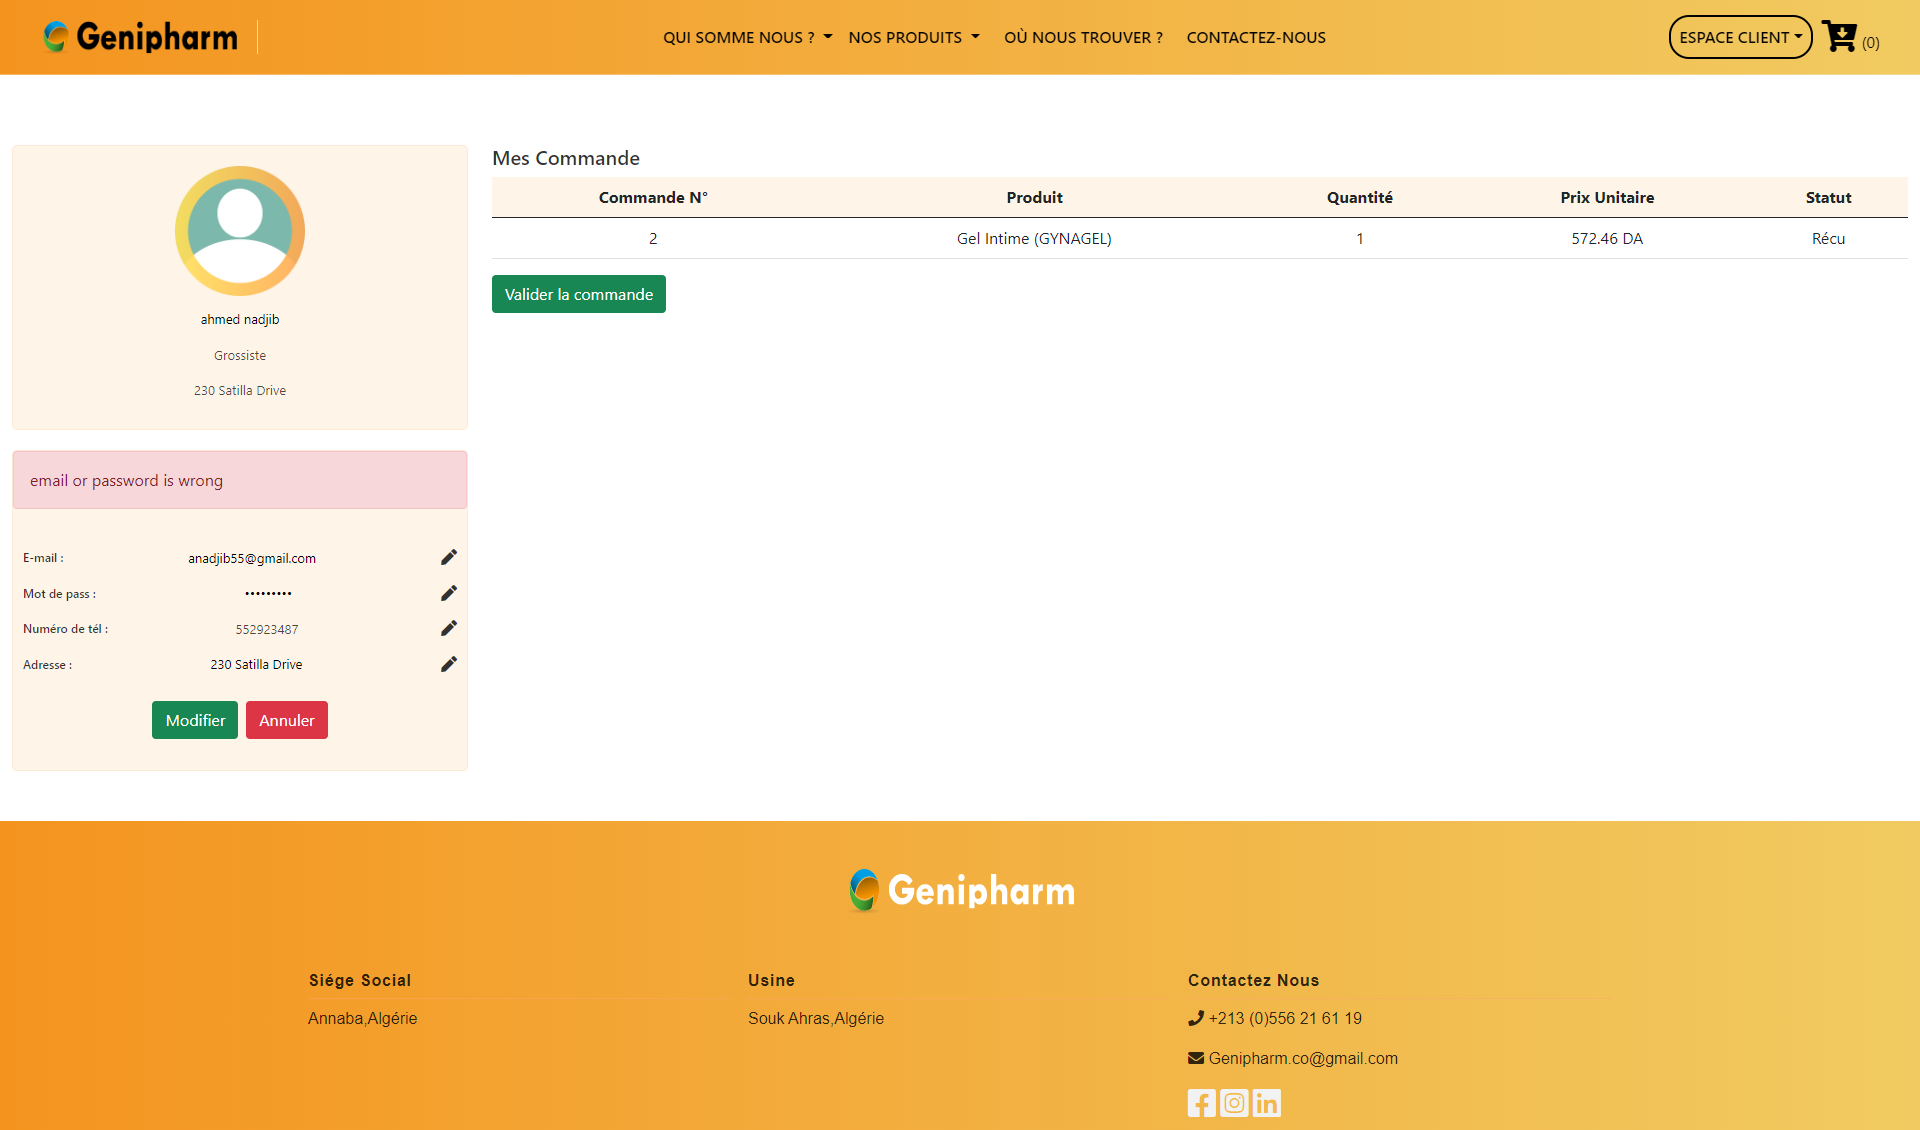 Genipharm
QUI SOMME NOUS ?
NOS PRODUITS
OÙ NOUS TROUVER ?
CONTACTEZ-NOUS
ESPACE CLIENT
(0)
ahmed nadjib
Grossiste
230 Satilla Drive
email or password is wrong
E-mail : anadjib55@gmail.com
Mot de pass : •••••••••
Numéro de tél : 552923487
Adresse : 230 Satilla Drive
Modifier Annuler
Mes Commande
Commande N° Produit Quantité Prix Unitaire Statut
2 Gel Intime (GYNAGEL) 1 572.46 DA Récu
Valider la commande
Genipharm
Siége Social
Annaba,Algérie
Usine
Souk Ahras,Algérie
Contactez Nous
+213 (0)556 21 61 19
Genipharm.co@gmail.com